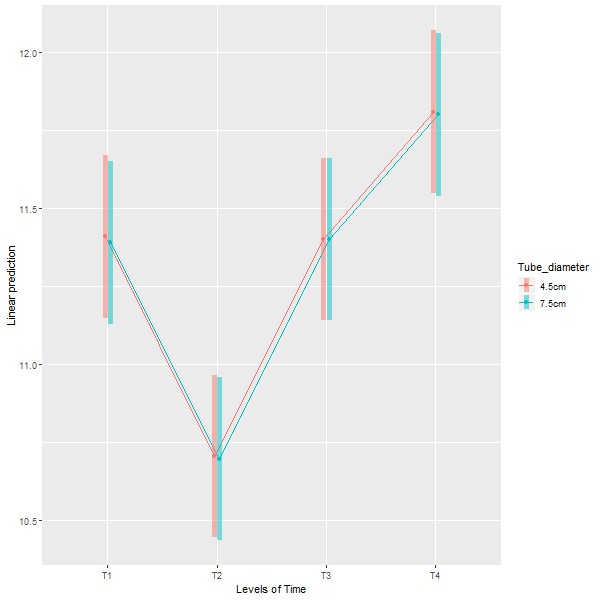 12.0
11.5
11.0
10.5
Linear prediction
T1 T2 T3 T4
Levels of Time
Tube_diameter
4.5cm
7.5cm